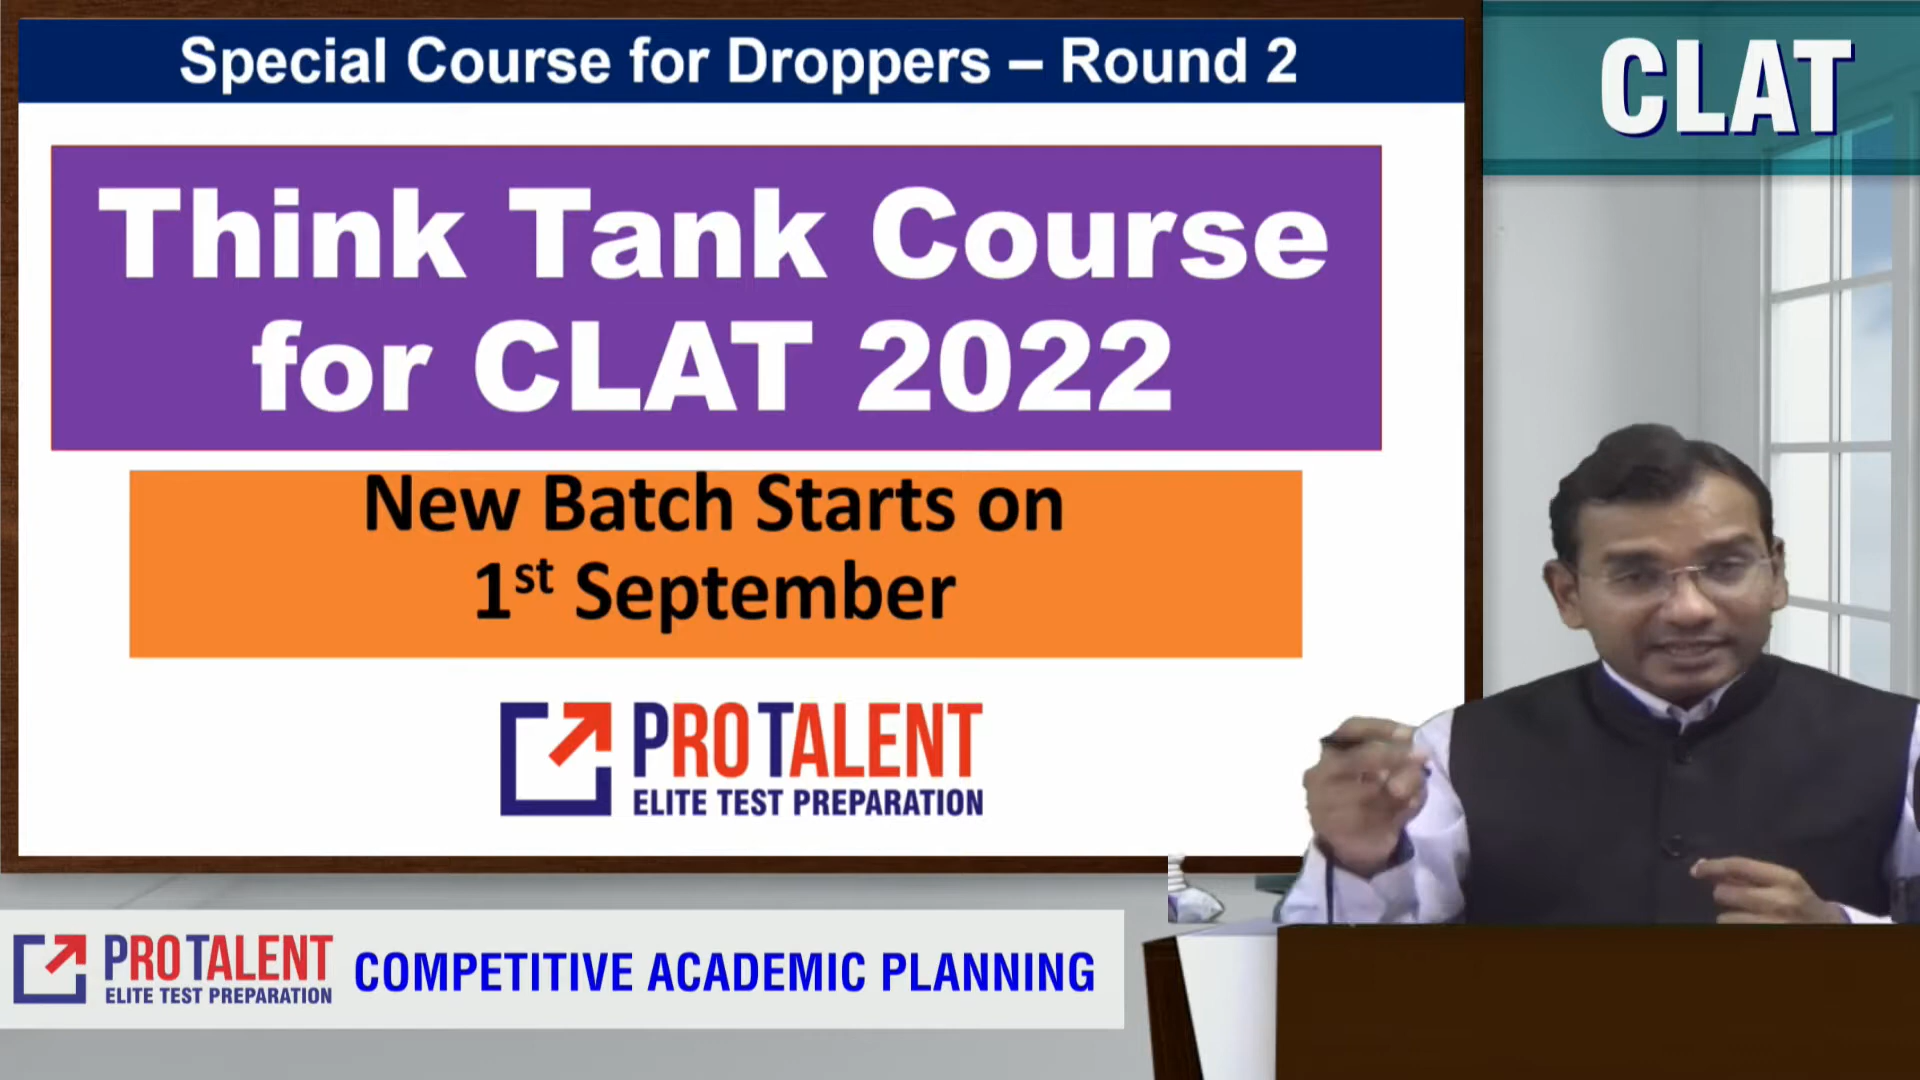 Special Course for Droppers – Round 2
CLAT
Think Tank Course
for CLAT 2022
New Batch Starts on
1st September
PROTALENT
ELITE TEST PREPARATION
PROTALENT
ELITE TEST PREPARATION
COMPETITIVE ACADEMIC PLANNING